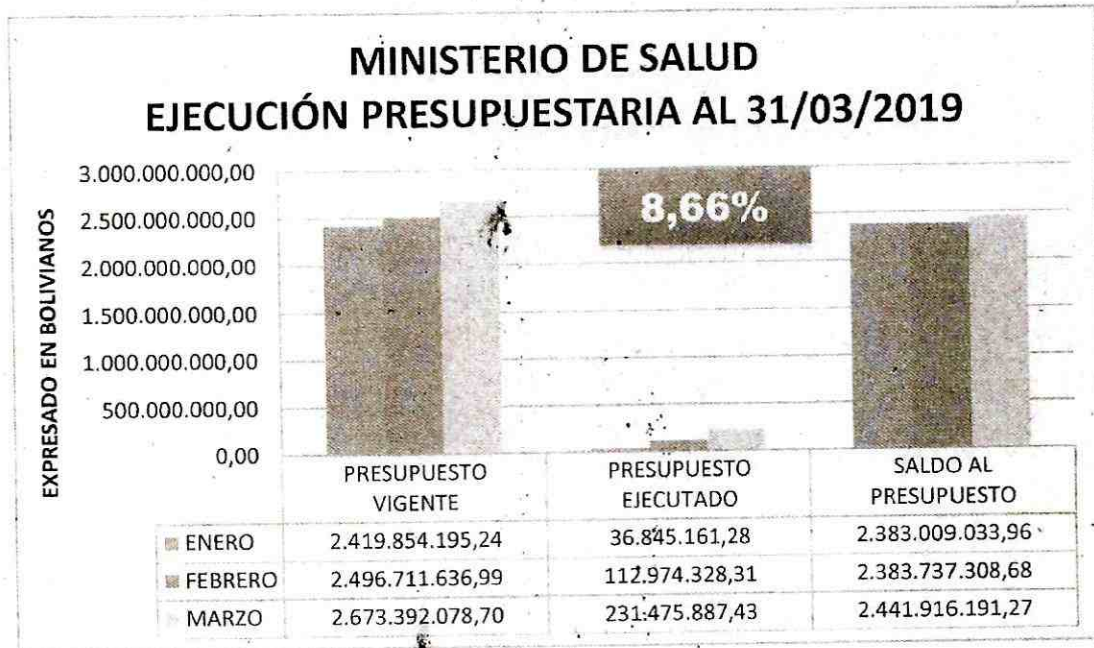 MINISTERIO DE SALUD
EJECUCIÓN PRESUPUESTARIA AL 31/03/2019
EXPRESADO EN BOLIVIANOS
3.000.000.000,00
2.500.000.000,00
2.000.000.000,00
1.500.000.000,00
1.000.000.000,00
500.000.000,00
0,00
8,66%
PRESUPUESTO VIGENTE
PRESUPUESTO EJECUTADO
SALDO AL PRESUPUESTO
ENERO 2.419.854.195,24 36.845.161,28 2.383.009.033,96
FEBRERO 2.496.711.636,99 112.974.328,31 2.383.737.308,68
MARZO 2.673.392.078,70 231.475.887,43 2.441.916.191,27